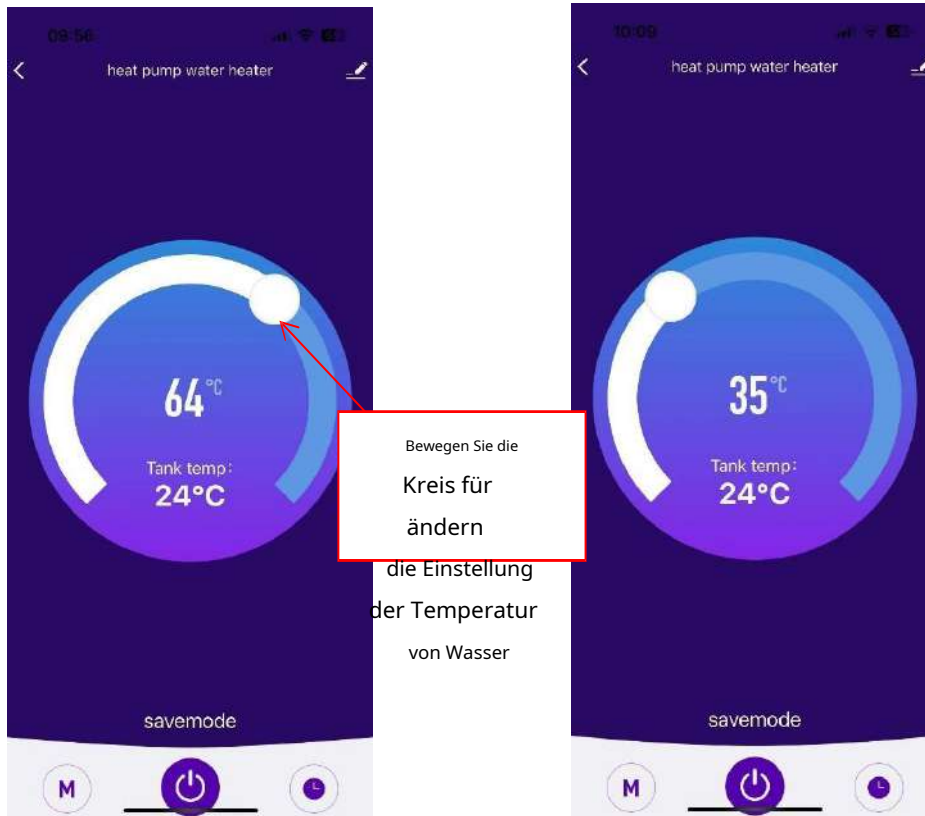 09:56
heat pump water heater
64°C
Tank temp:
24°C
savemode
M
Bewegen Sie die
Kreis für
ändern
die Einstellung
der Temperatur
von Wasser
10:09
heat pump water heater
35°C
Tank temp:
24°C
savemode
M